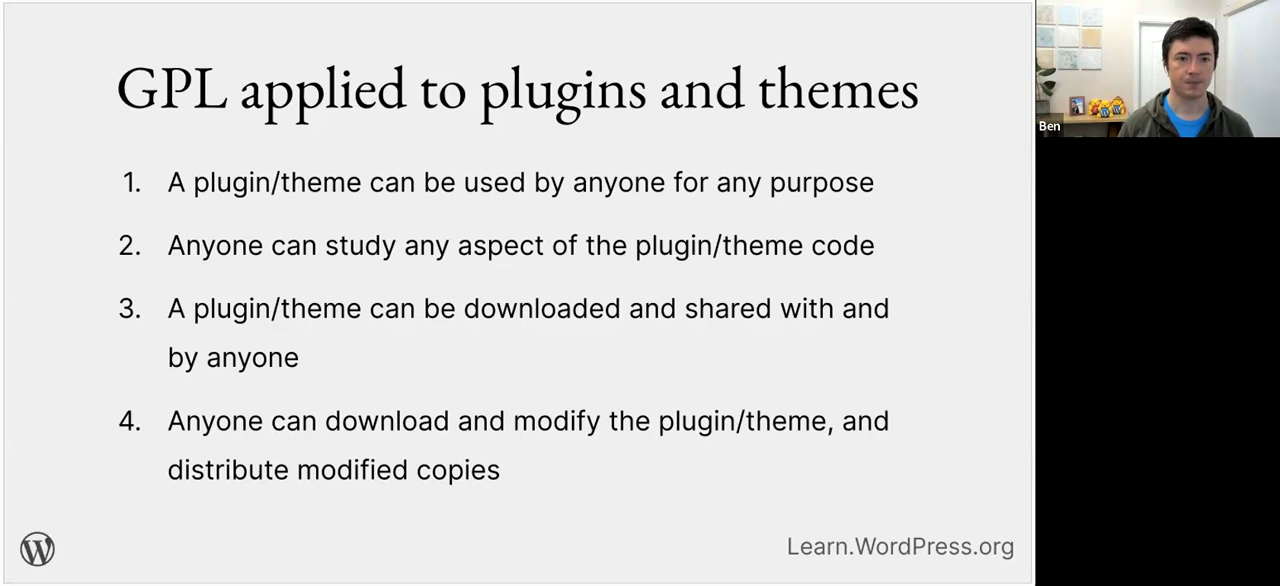 GPL applied to plugins and themes
1. A plugin/theme can be used by anyone for any purpose
2. Anyone can study any aspect of the plugin/theme code
3. A plugin/theme can be downloaded and shared with and
by anyone
4. Anyone can download and modify the plugin/theme, and
distribute modified copies
Learn.WordPress.org
Ben